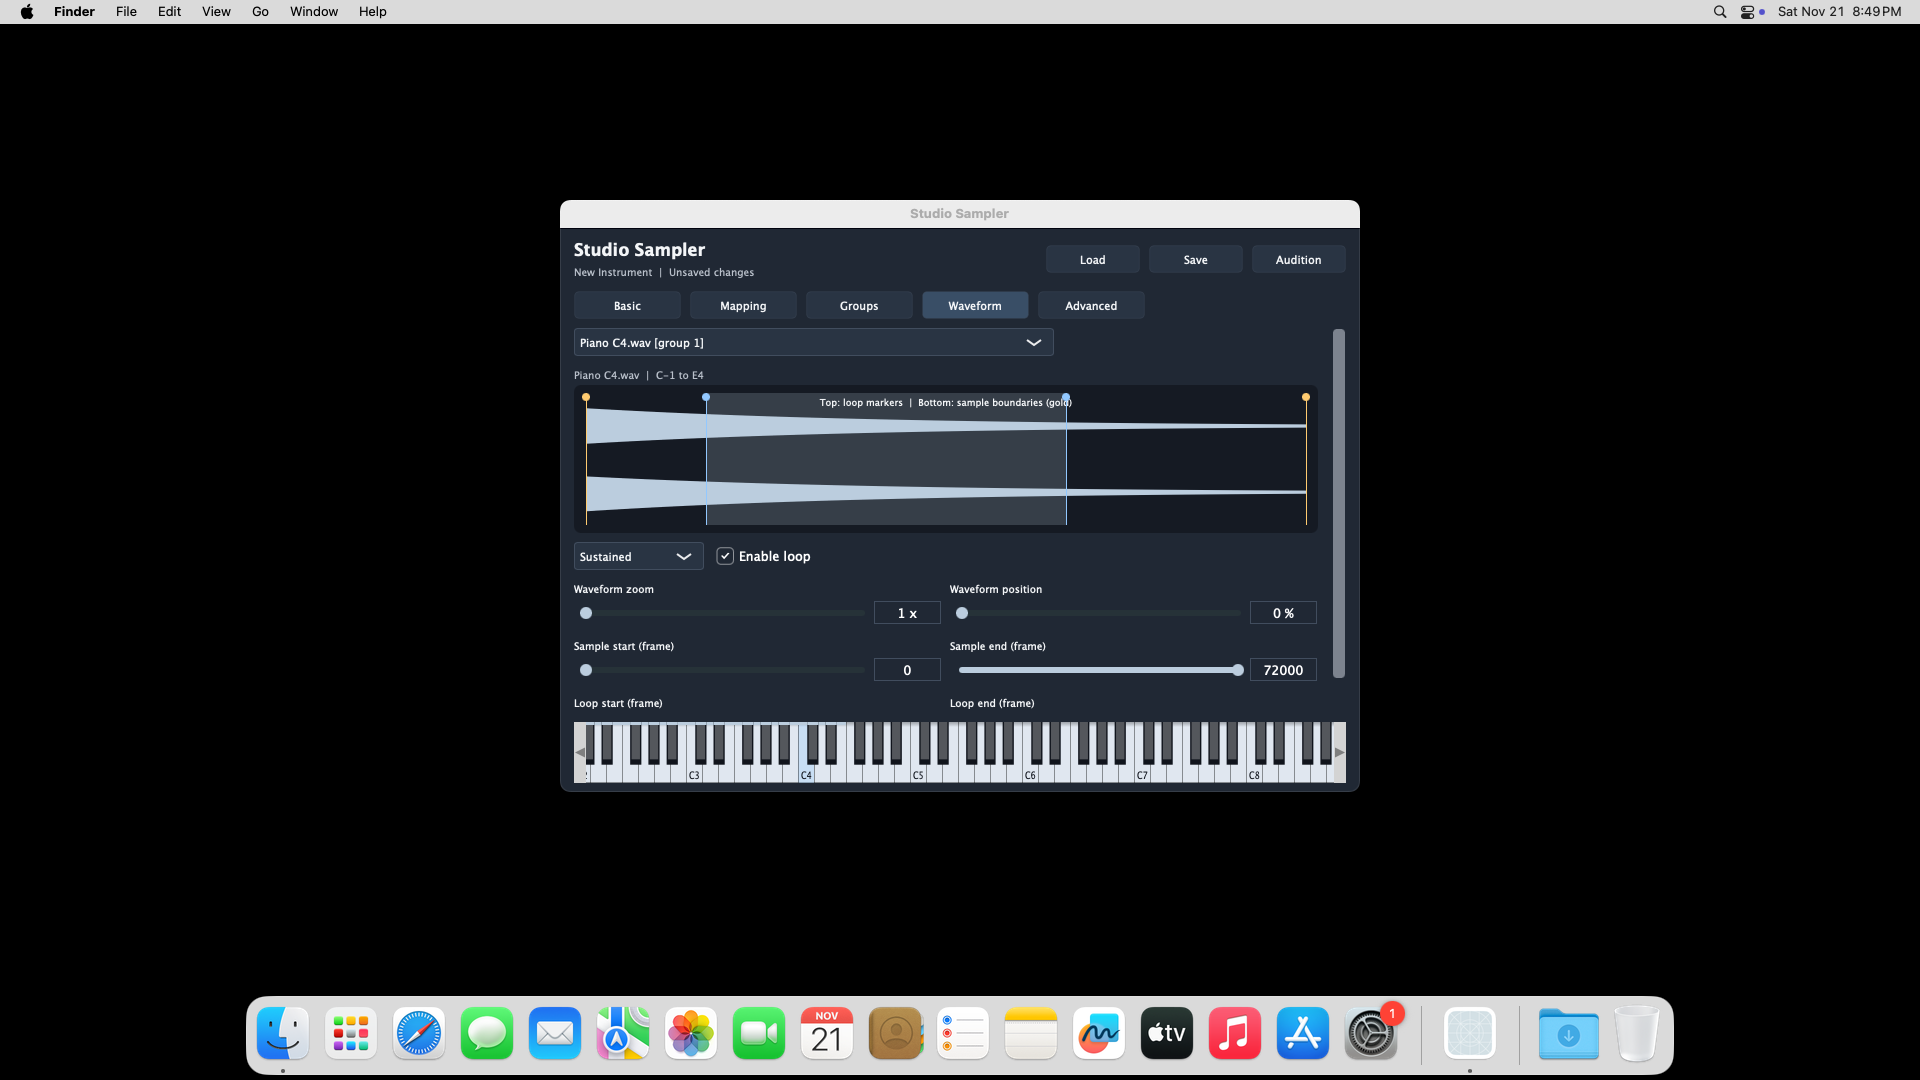 Finder File Edit View Go Window Help Sat Nov 21 8:49 PM
Studio Sampler
Studio Sampler
New Instrument | Unsaved changes
Load Save Audition
Basic Mapping Groups Waveform Advanced
Piano C4.wav [group 1]
Piano C4.wav | C-1 to E4
Top: loop markers | Bottom: sample boundaries (gold)
Sustained Enable loop
Waveform zoom Waveform position
1 x 0 %
Sample start (frame) Sample end (frame)
0 72000
Loop start (frame) Loop end (frame)
C3 C4 C5 C6 C7 C8
NOV
21
tv
1